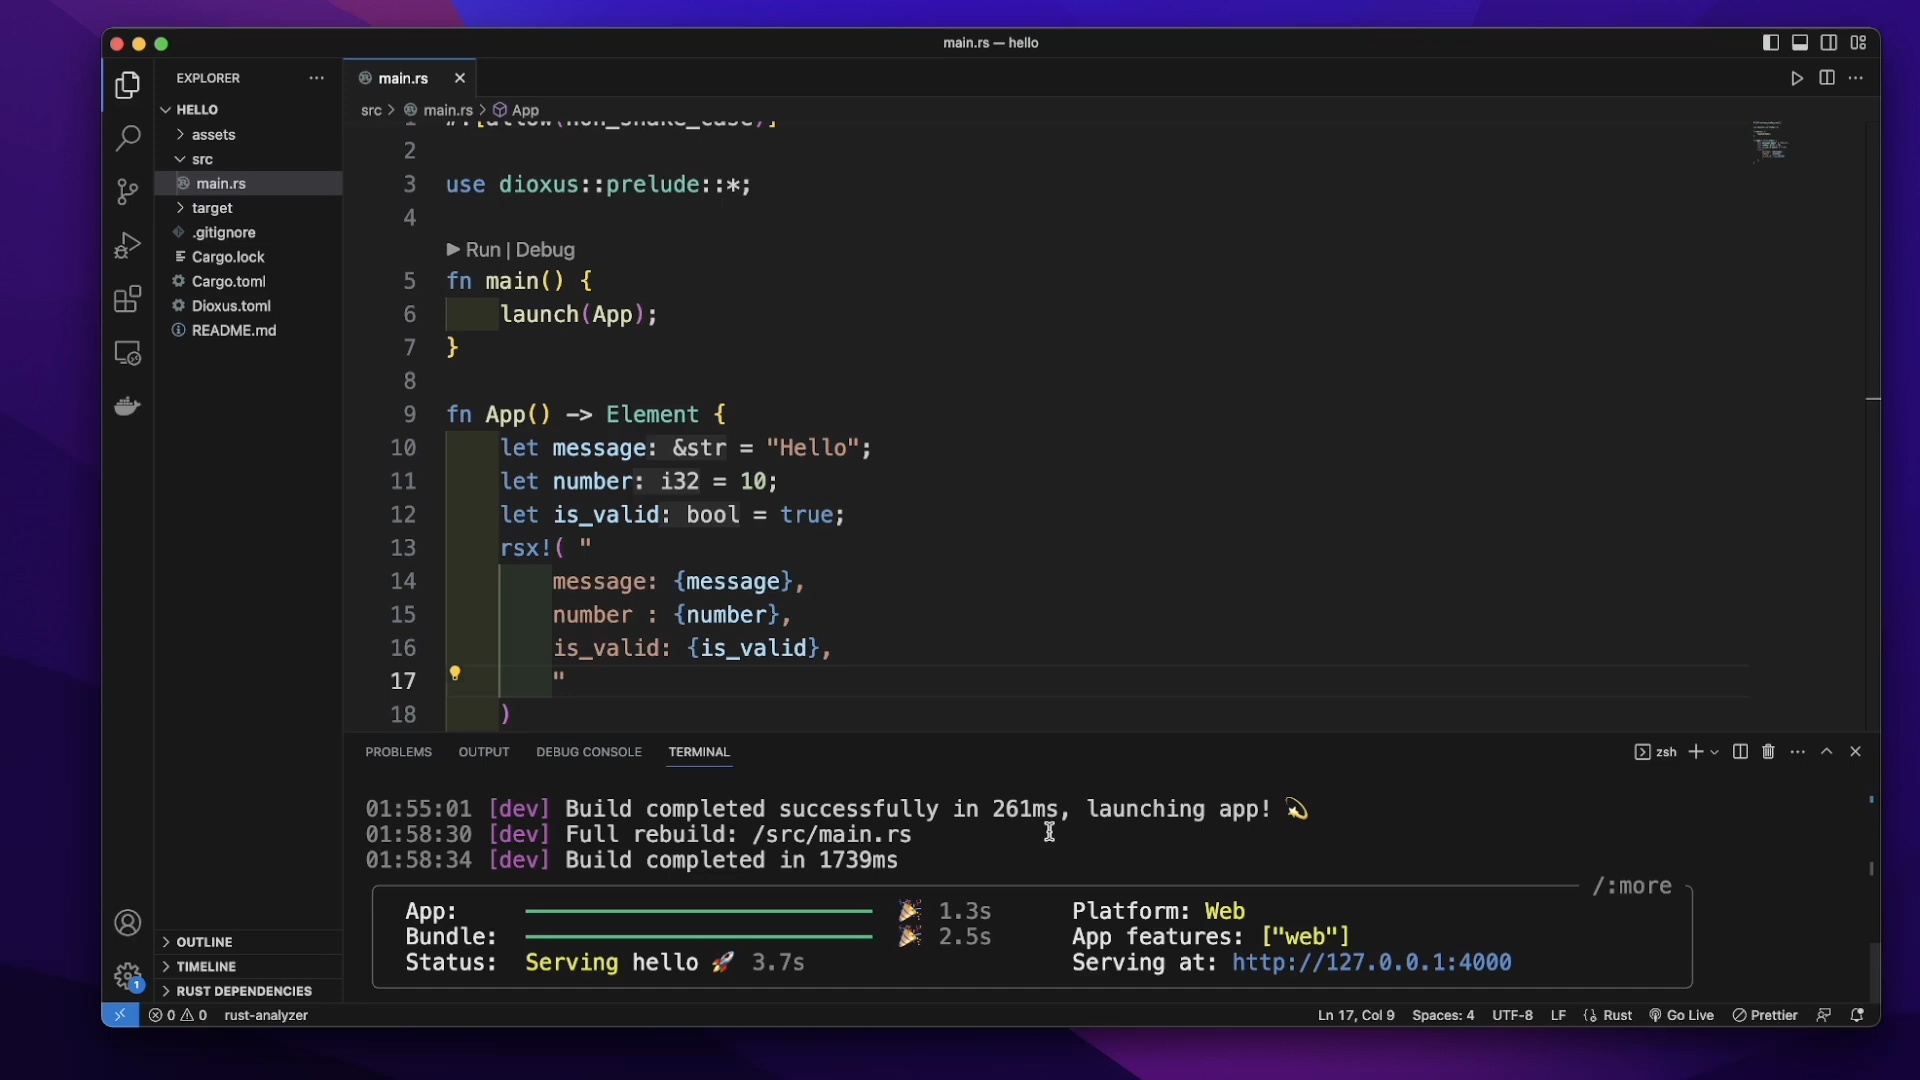 main.rs — hello
EXPLORER
HELLO
assets
src
main.rs
target
.gitignore
Cargo.lock
Cargo.toml
Dioxus.toml
README.md
OUTLINE
TIMELINE
RUST DEPENDENCIES
main.rs
src > main.rs > App
1 #![allow(non_snake_case)]
2
3 use dioxus::prelude::*;
4
▶ Run | Debug
5 fn main() {
6 launch(App);
7 }
8
9 fn App() -> Element {
10 let message: &str = "Hello";
11 let number: i32 = 10;
12 let is_valid: bool = true;
13 rsx!( "
14 message: {message},
15 number : {number},
16 is_valid: {is_valid},
17 "
18 )
PROBLEMS OUTPUT DEBUG CONSOLE TERMINAL
zsh
01:55:01 [dev] Build completed successfully in 261ms, launching app! 💫
01:58:30 [dev] Full rebuild: /src/main.rs
01:58:34 [dev] Build completed in 1739ms
/:more
App: 🎉 1.3s Platform: Web
Bundle: 🎉 2.5s App features: ["web"]
Status: Serving hello 🚀 3.7s Serving at: http://127.0.0.1:4000
1
0 0 rust-analyzer
Ln 17, Col 9 Spaces: 4 UTF-8 LF Rust Go Live Prettier